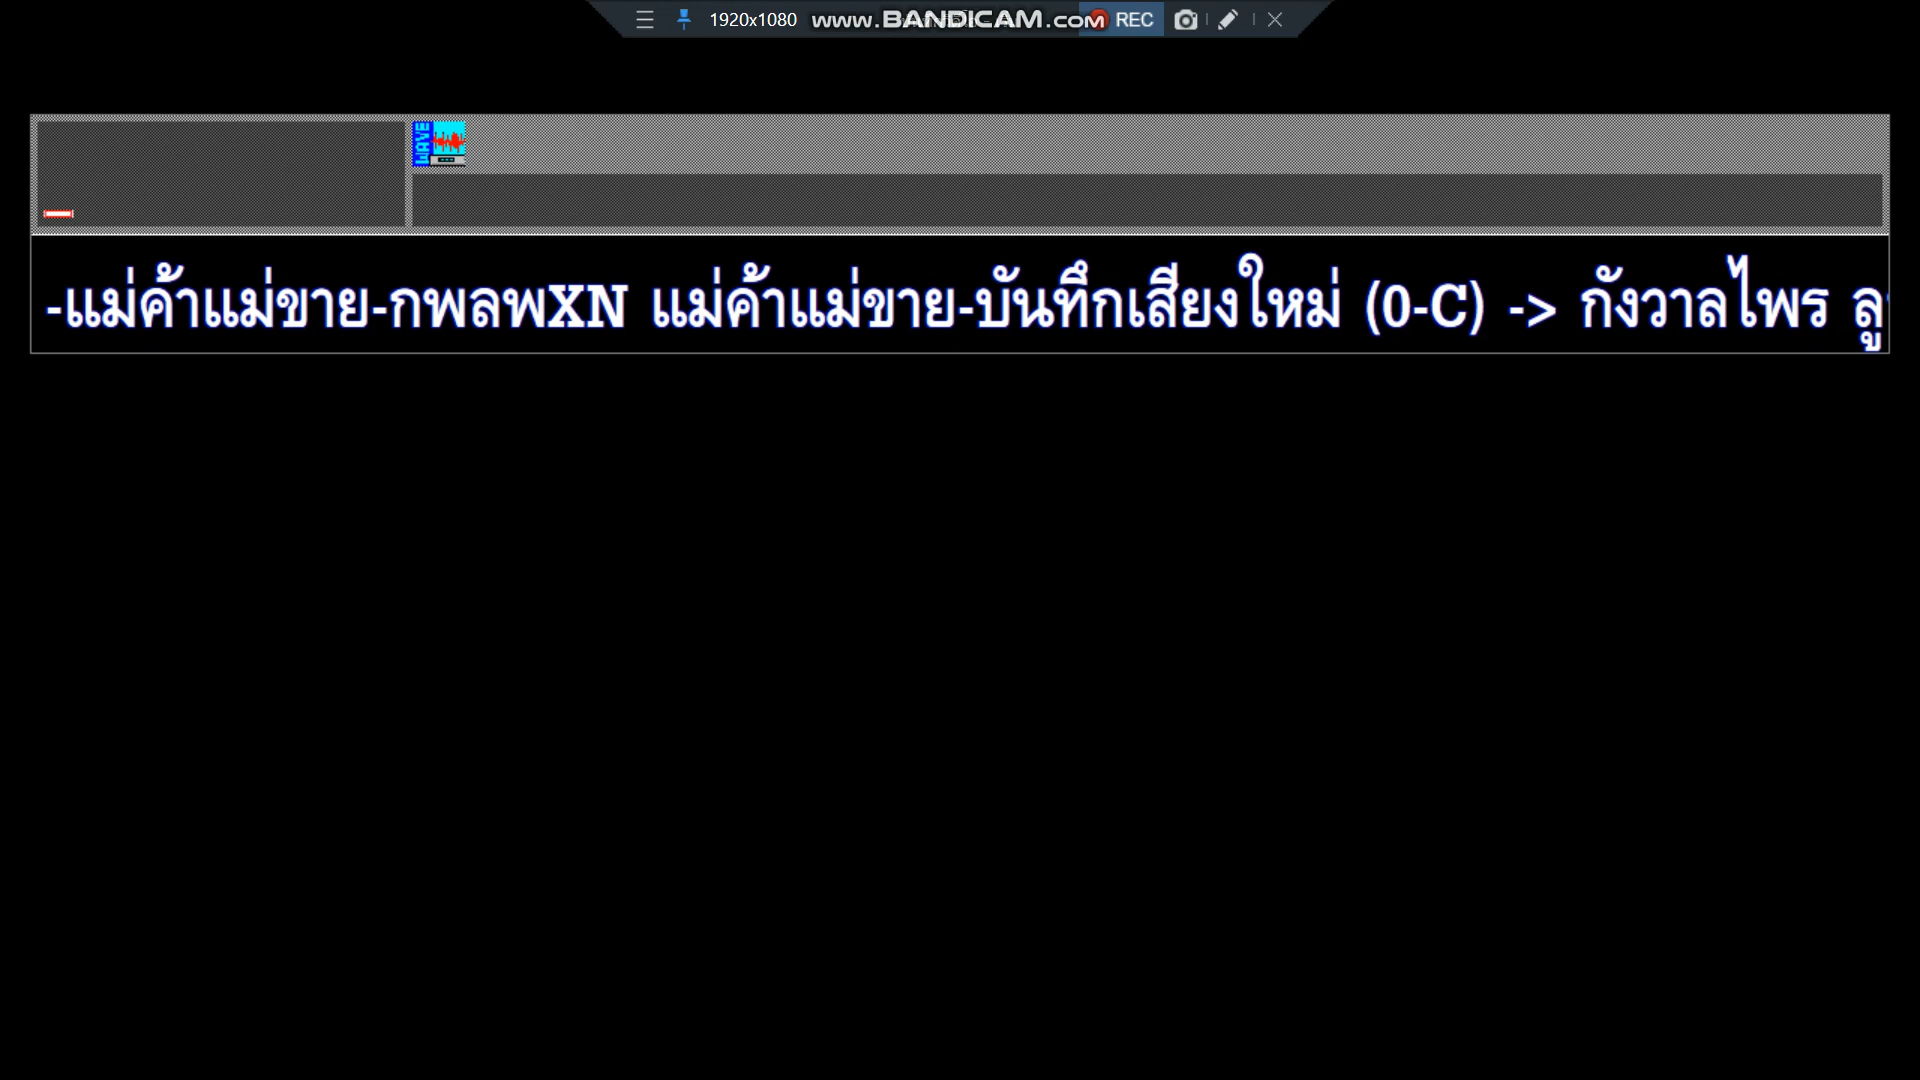 1920x1080 www.BANDICAM.com REC
WAVE
-แม่ค้าแม่ขาย-กพลพXN แม่ค้าแม่ขาย-บันทึกเสียงใหม่ (0-C) -> กังวาลไพร ลู